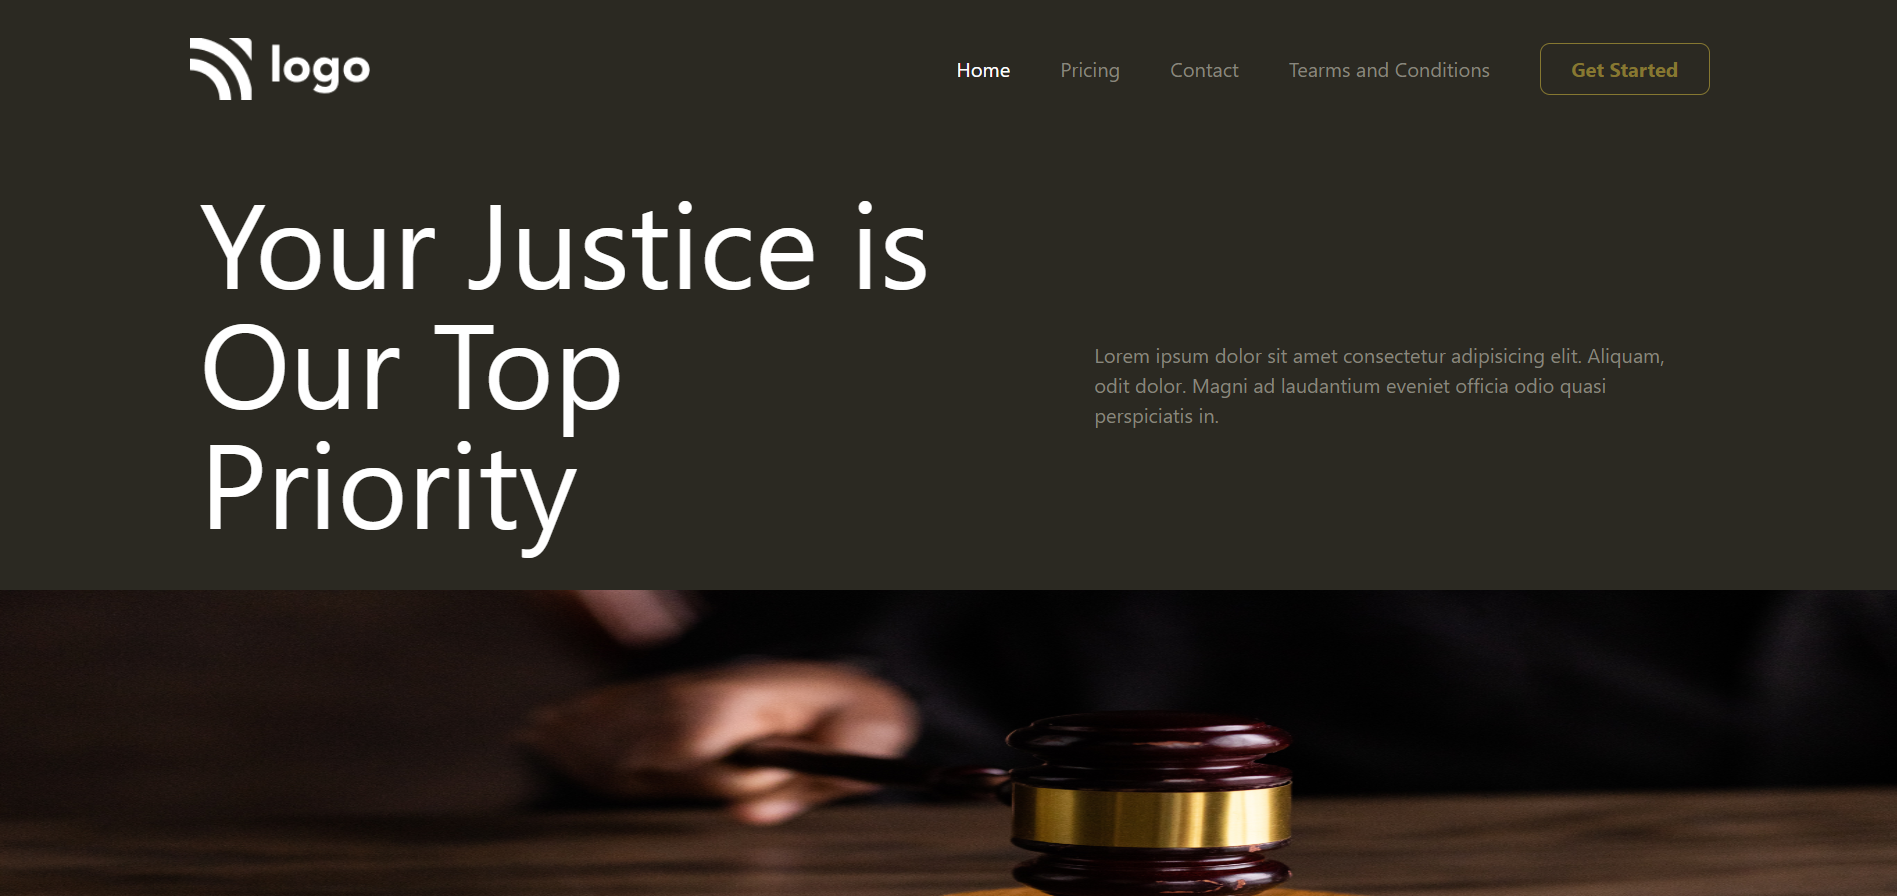 logo
Home Pricing Contact Tearms and Conditions Get Started
Your Justice is
Our Top
Priority
Lorem ipsum dolor sit amet consectetur adipisicing elit. Aliquam,
odit dolor. Magni ad laudantium eveniet officia odio quasi
perspiciatis in.